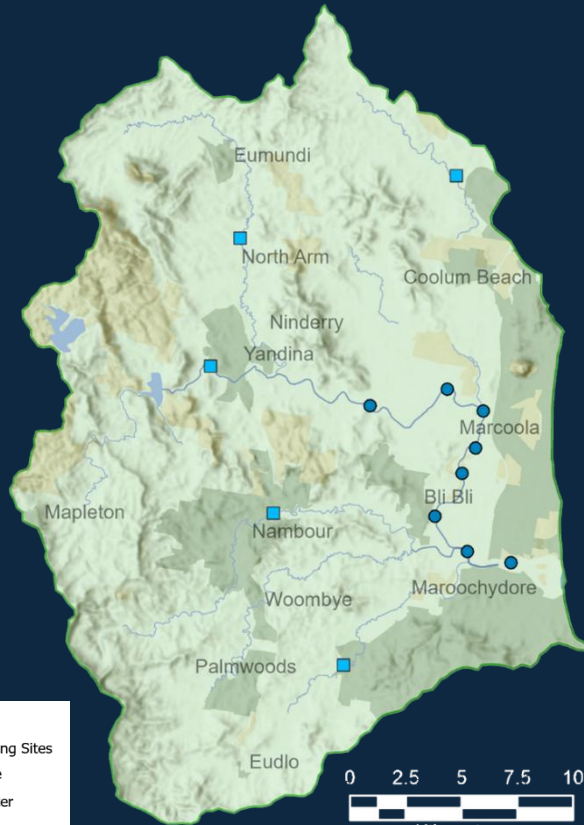 Eumundi
North Arm
Coolum Beach
Ninderry
Yandina
Marcoola
Bli Bli
Mapleton
Nambour
Maroochydore
Woombye
Palmwoods
Eudlo
ng Sites
0 2.5 5 7.5 10